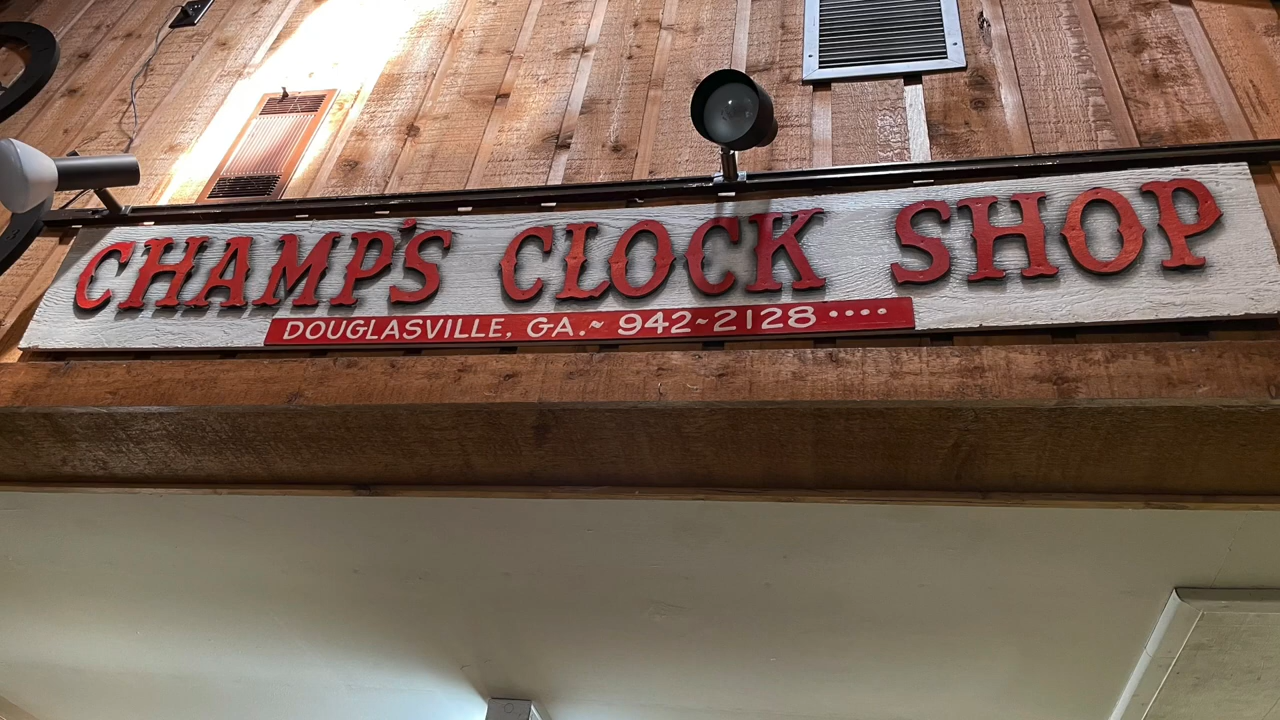 CHAMP'S CLOCK SHOP
DOUGLASVILLE, GA.~ 942~2128 ••••